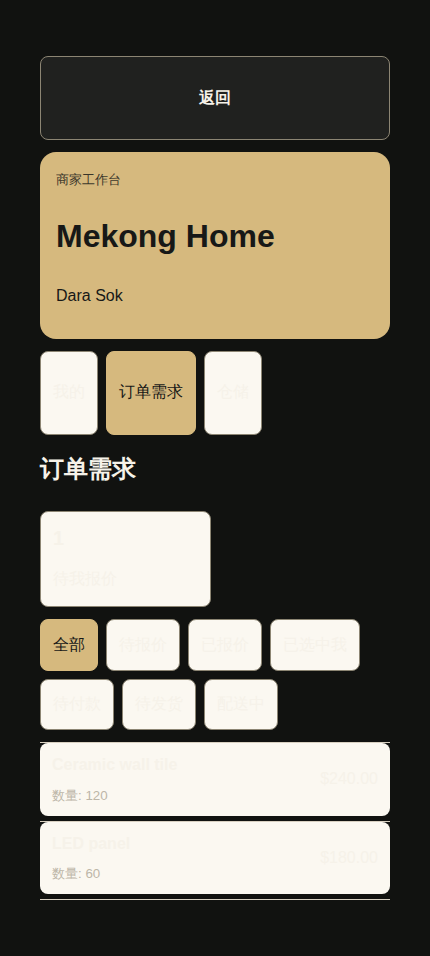 返回
商家工作台
Mekong Home
Dara Sok
我的
订单需求
仓储
订单需求
1
待我报价
全部
待报价
已报价
已选中我
待付款
待发货
配送中
Ceramic wall tile
$240.00
数量: 120
LED panel
$180.00
数量: 60